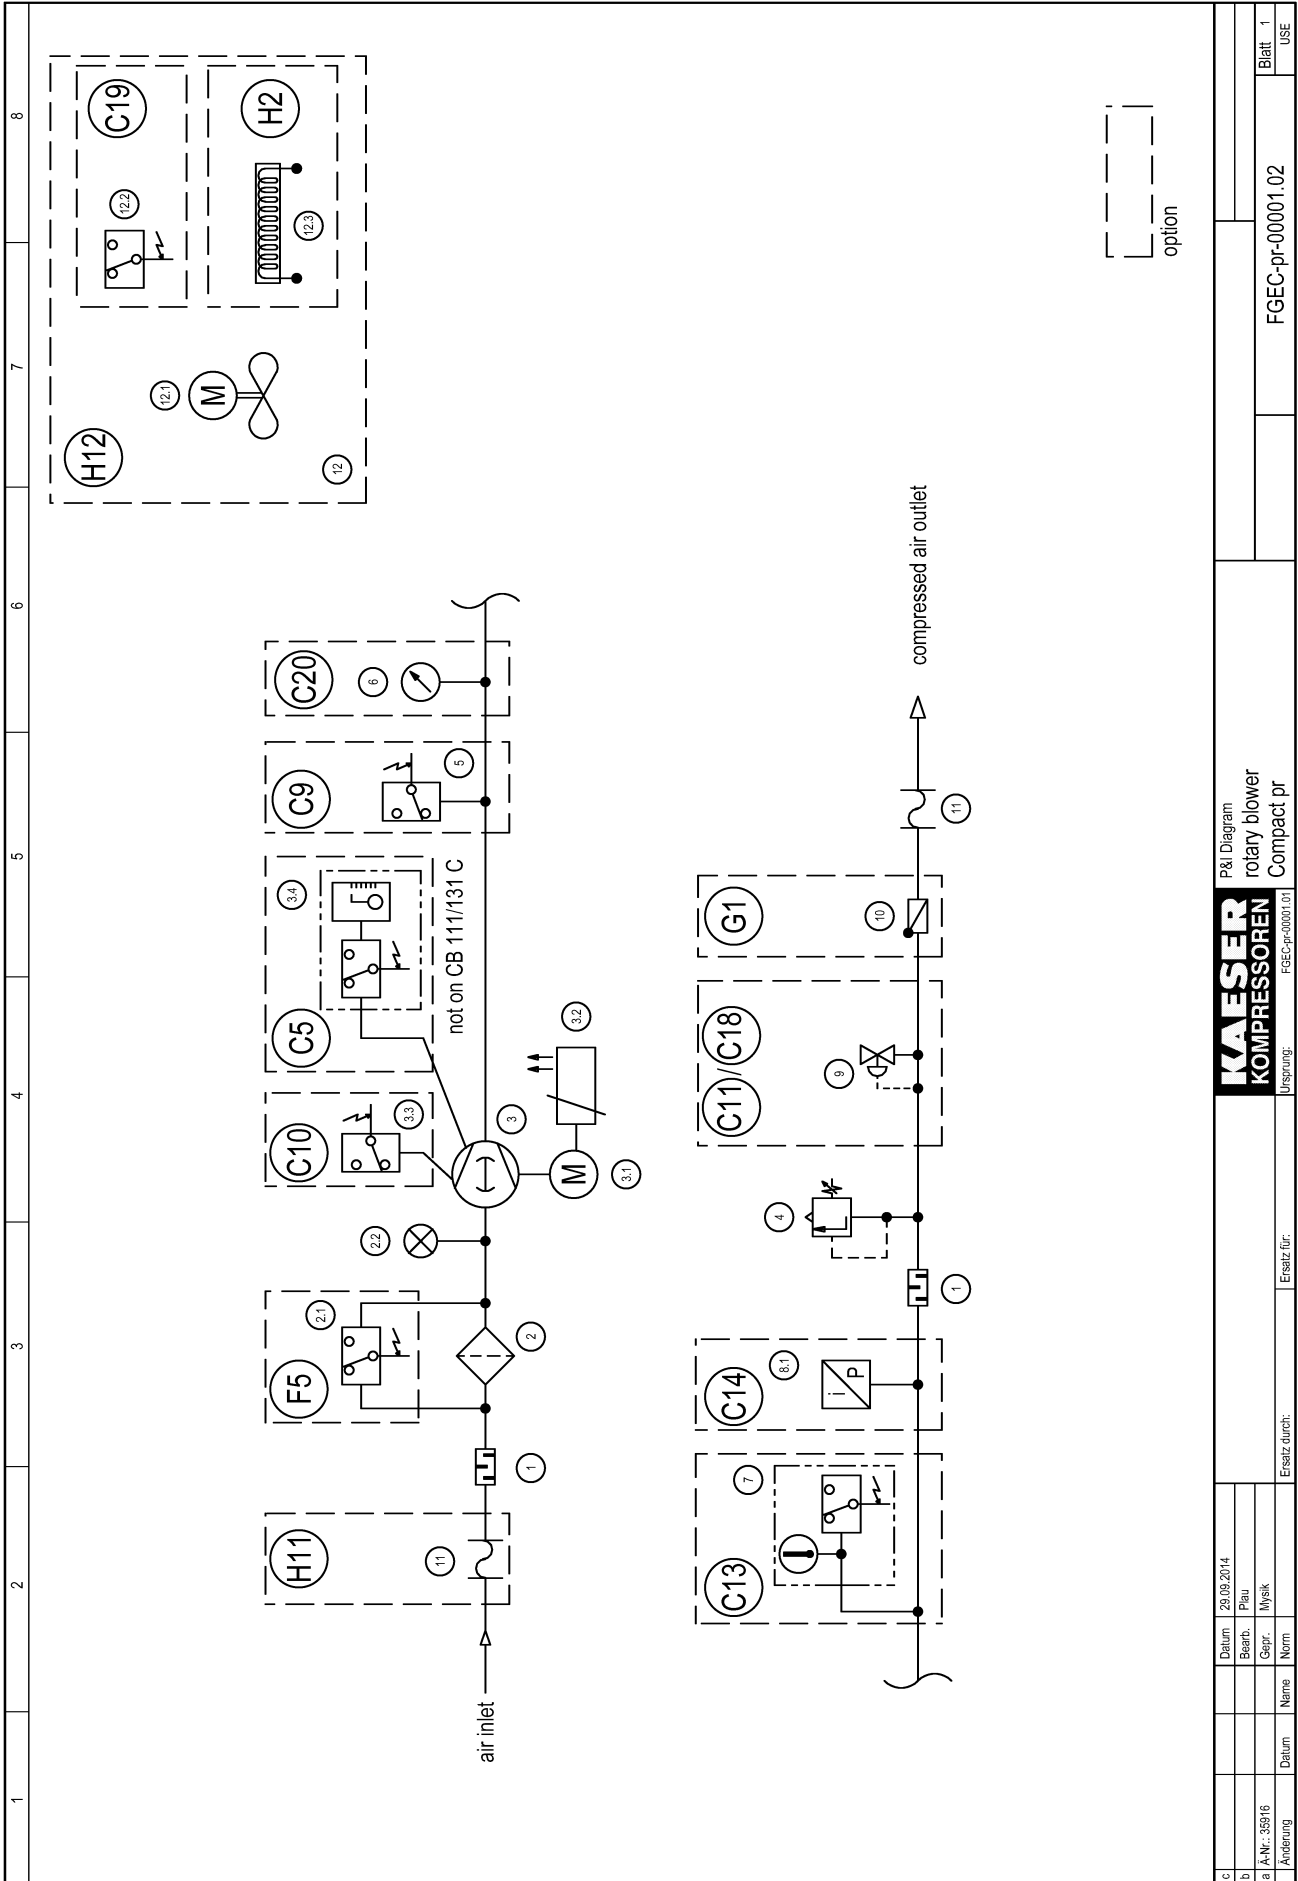 1
2
3
4
5
6
7
8
H12
12
12.1
M
C19
12.2
H2
12.3
air inlet
H11
11
1
F5
2.1
2
2.2
C10
3.3
3
M
3.1
3.2
C5
3.4
not on CB 111/131 C
C9
5
C20
6
C13
7
C14
8.1
i
P
1
4
C11 / C18
9
G1
10
11
compressed air outlet
option
c
b
a Ä-Nr.: 35916
Änderung Datum Name
Datum 29.09.2014
Bearb. Plau
Gepr. Mysik
Norm
Ersatz durch:
Ersatz für:
Ursprung: FGEC-pr-00001.01
KAESER
KOMPRESSOREN
P&I Diagram
rotary blower
Compact pr
FGEC-pr-00001.02
Blatt 1
USE